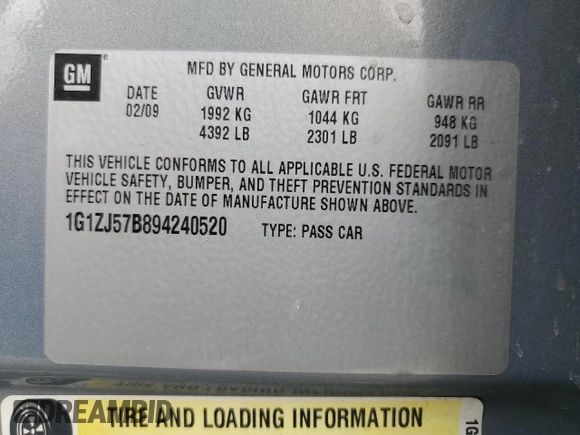 GM
MFD BY GENERAL MOTORS CORP.
DATE GVWR GAWR FRT GAWR RR
02/09 1992 KG 1044 KG 948 KG
4392 LB 2301 LB 2091 LB
THIS VEHICLE CONFORMS TO ALL APPLICABLE U.S. FEDERAL MOTOR
VEHICLE SAFETY, BUMPER, AND THEFT PREVENTION STANDARDS IN
EFFECT ON THE DATE OF MANUFACTURE SHOWN ABOVE.
1G1ZJ57B894240520 TYPE: PASS CAR
TIRE AND LOADING INFORMATION
DREAMBID
1G